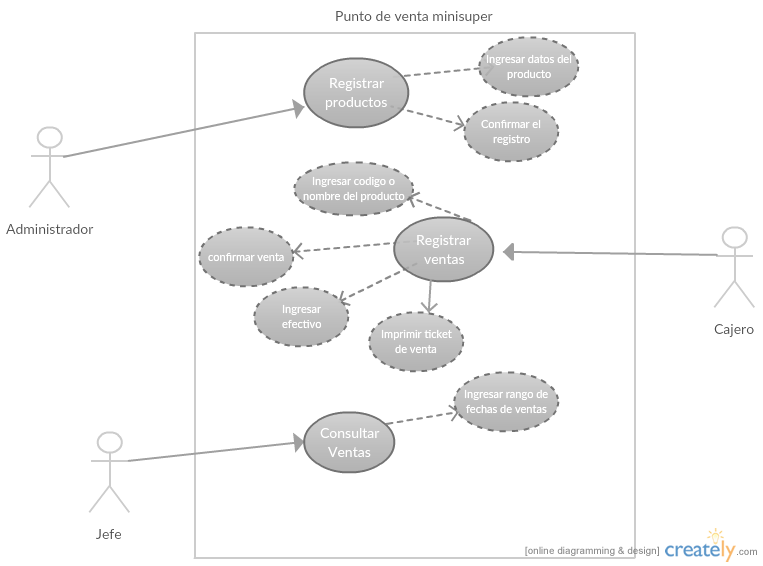 Punto de venta minisuper
Registrar
productos
Ingresar datos del
producto
Confirmar el
registro
Administrador
Ingresar codigo o
nombre del producto
Registrar
ventas
confirmar venta
Ingresar
efectivo
Imprimir ticket
de venta
Cajero
Ingresar rango de
fechas de ventas
Consultar
Ventas
Jefe
[online diagramming & design] creately.com